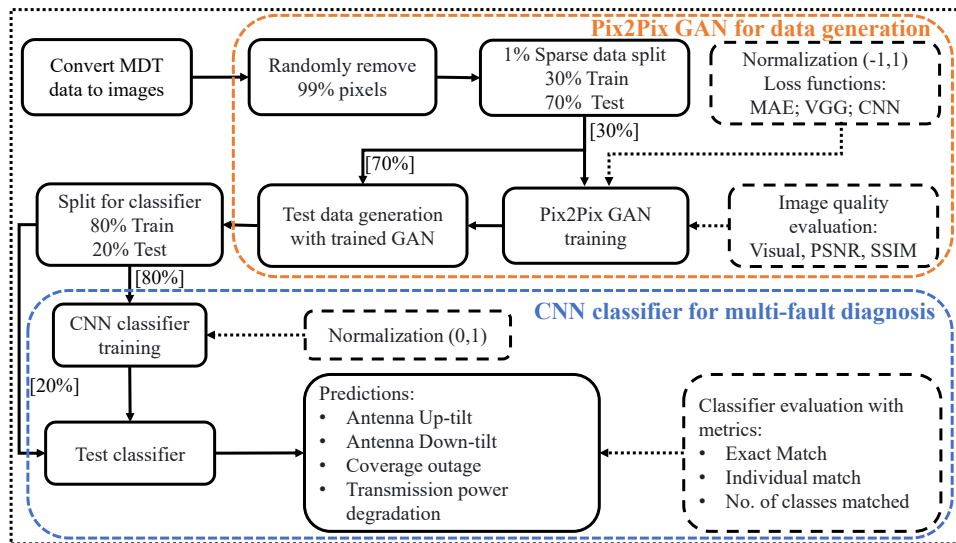 Pix2Pix GAN for data generation
Convert MDT
data to images
Randomly remove
99% pixels
1% Sparse data split
30% Train
70% Test
Normalization (-1,1)
Loss functions:
MAE; VGG; CNN
[30%]
[70%]
Split for classifier
80% Train
20% Test
Test data generation
with trained GAN
Pix2Pix GAN
training
Image quality
evaluation:
Visual, PSNR, SSIM
[80%]
CNN classifier for multi-fault diagnosis
CNN classifier
training
Normalization (0,1)
[20%]
Test classifier
Predictions:
• Antenna Up-tilt
• Antenna Down-tilt
• Coverage outage
• Transmission power
degradation
Classifier evaluation with
metrics:
• Exact Match
• Individual match
• No. of classes matched